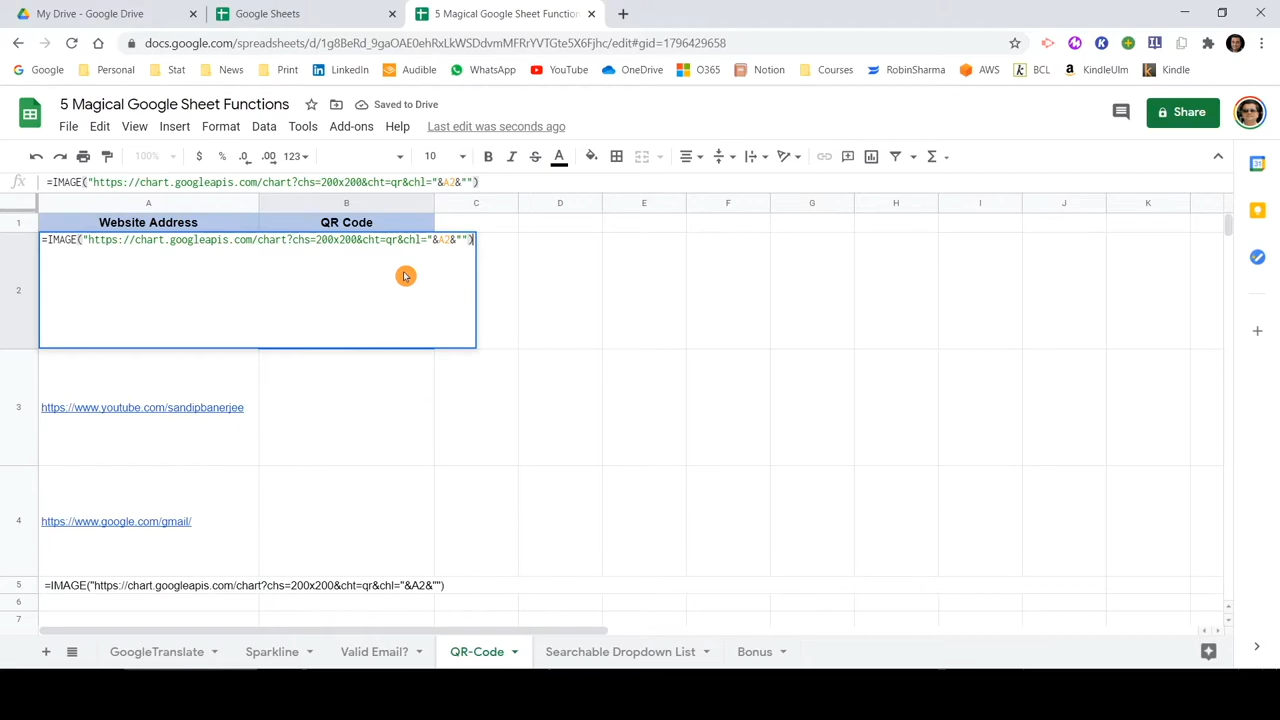 My Drive - Google Drive
Google Sheets
5 Magical Google Sheet Function
docs.google.com/spreadsheets/d/1g8BeRd_9gaOAE0ehRxLkWSDdvmMFRrYVTGte5X6Fjhc/edit#gid=1796429658
Google Personal Stat News Print LinkedIn Audible WhatsApp YouTube OneDrive O365 Notion Courses RobinSharma AWS BCL KindleUlm Kindle
5 Magical Google Sheet Functions
Saved to Drive
Share
File Edit View Insert Format Data Tools Add-ons Help Last edit was seconds ago
100% $ % .0 .00 123 10 B I S A
fx =IMAGE("https://chart.googleapis.com/chart?chs=200x200&cht=qr&chl="&A2&"")
A B C D E F G H I J K
1 Website Address QR Code
=IMAGE("https://chart.googleapis.com/chart?chs=200x200&cht=qr&chl="&A2&"")
2
3 https://www.youtube.com/sandipbanerjee
4 https://www.google.com/gmail/
5 =IMAGE("https://chart.googleapis.com/chart?chs=200x200&cht=qr&chl="&A2&"")
6
7
GoogleTranslate Sparkline Valid Email? QR-Code Searchable Dropdown List Bonus